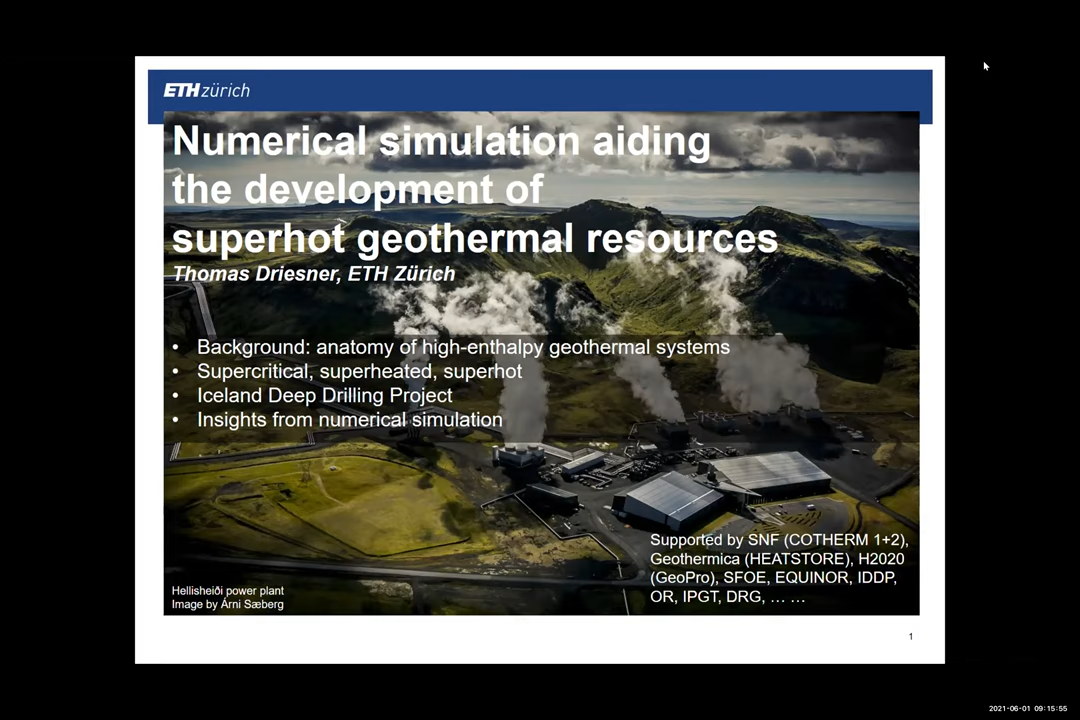 ETH zürich
Numerical simulation aiding
the development of
superhot geothermal resources
Thomas Driesner, ETH Zürich
• Background: anatomy of high-enthalpy geothermal systems
• Supercritical, superheated, superhot
• Iceland Deep Drilling Project
• Insights from numerical simulation
Supported by SNF (COTHERM 1+2),
Geothermica (HEATSTORE), H2020
(GeoPro), SFOE, EQUINOR, IDDP,
OR, IPGT, DRG, … …
Hellisheiði power plant
Image by Árni Sæberg
1
2021-06-01 09:15:55